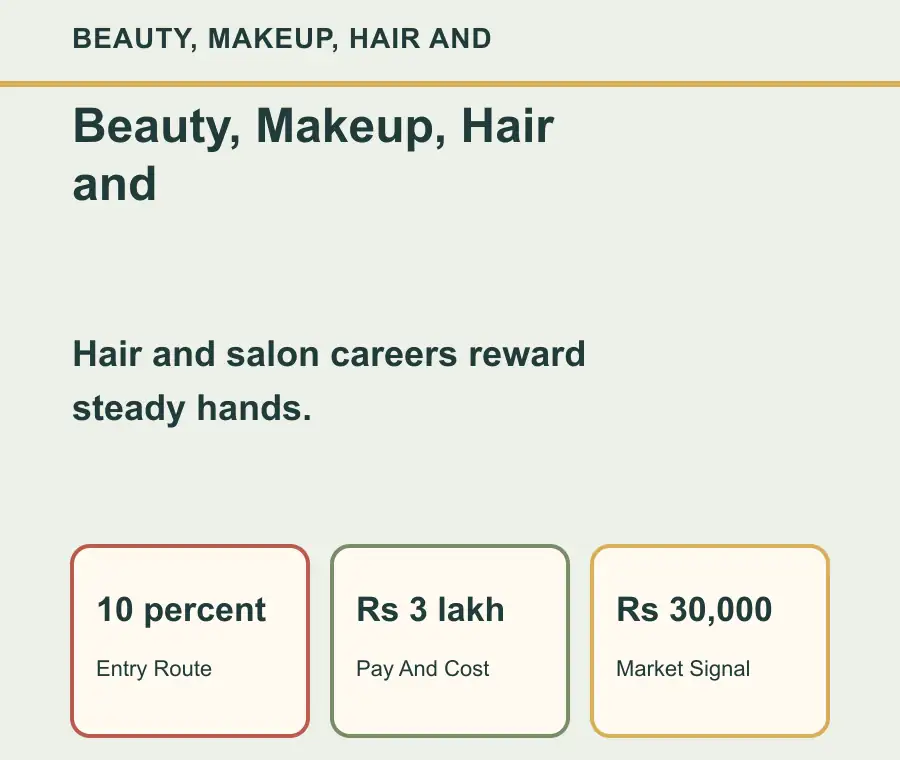 BEAUTY, MAKEUP, HAIR AND
Beauty, Makeup, Hair
and
Hair and salon careers reward
steady hands.
10 percent
Entry Route
Rs 3 lakh
Pay And Cost
Rs 30,000
Market Signal